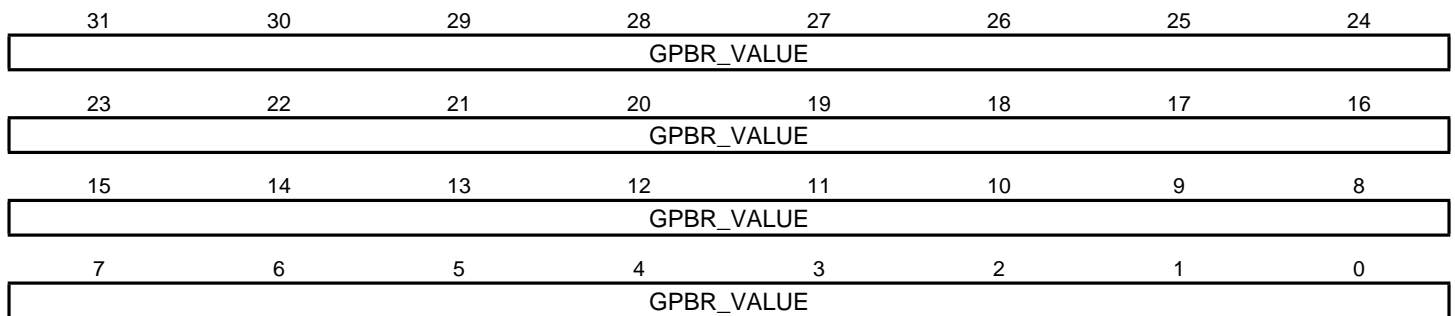 31 30 29 28 27 26 25 24
GPBR_VALUE
23 22 21 20 19 18 17 16
GPBR_VALUE
15 14 13 12 11 10 9 8
GPBR_VALUE
7 6 5 4 3 2 1 0
GPBR_VALUE